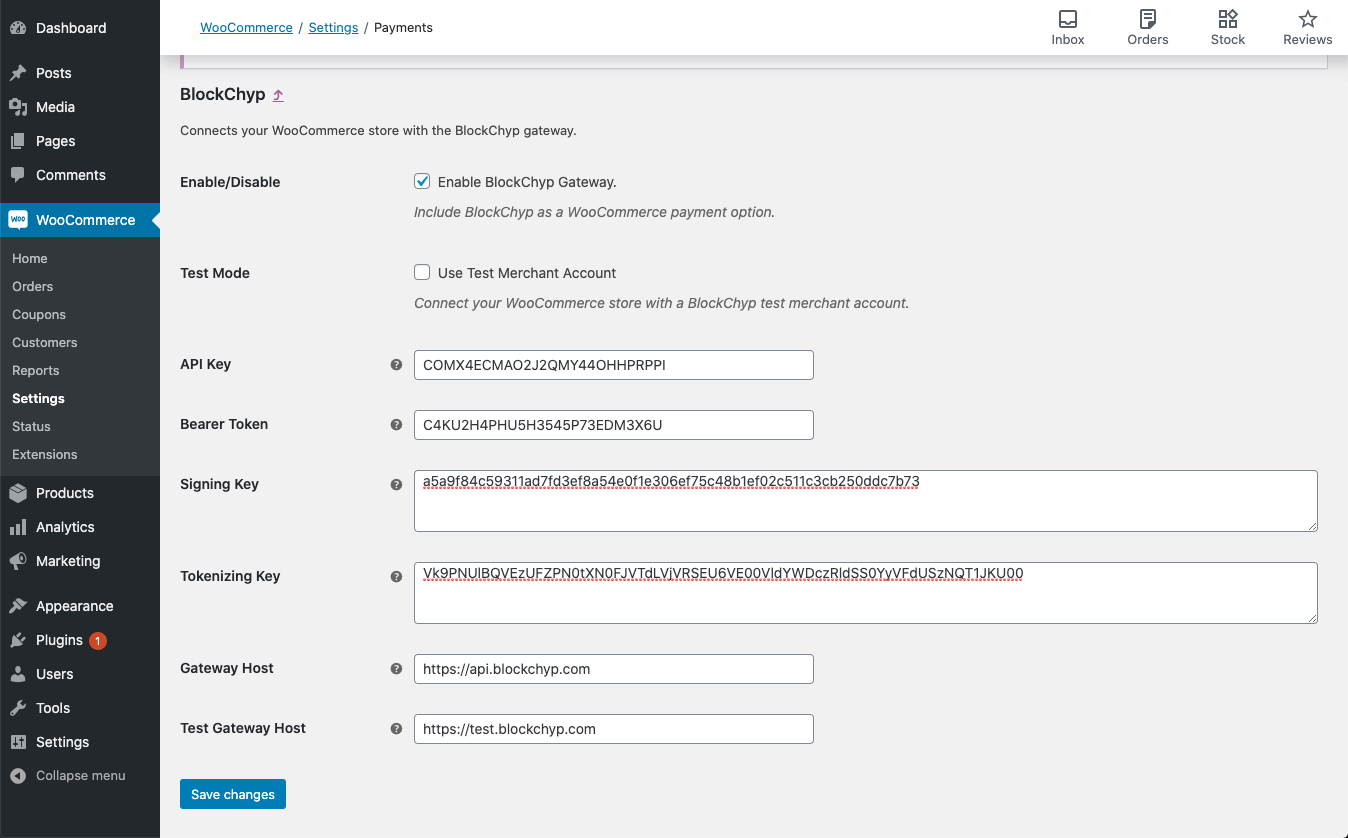 Dashboard
Posts
Media
Pages
Comments
WooCommerce
Home
Orders
Coupons
Customers
Reports
Settings
Status
Extensions
Products
Analytics
Marketing
Appearance
Plugins 1
Users
Tools
Settings
Collapse menu
WooCommerce / Settings / Payments
Inbox
Orders
Stock
Reviews
BlockChyp
Connects your WooCommerce store with the BlockChyp gateway.
Enable/Disable
Enable BlockChyp Gateway.
Include BlockChyp as a WooCommerce payment option.
Test Mode
Use Test Merchant Account
Connect your WooCommerce store with a BlockChyp test merchant account.
API Key ? COMX4ECMAO2J2QMY44OHHPRPPI
Bearer Token ? C4KU2H4PHU5H3545P73EDM3X6U
Signing Key ? a5a9f84c59311ad7fd3ef8a54e0f1e306ef75c48b1ef02c511c3cb250ddc7b73
Tokenizing Key ? Vk9PNUlBQVEzUFZPN0tXN0FJVTdLVjVRSEU6VE00VldYWDczRldSS0YyVFdUSzNQT1JKU00
Gateway Host ? https://api.blockchyp.com
Test Gateway Host ? https://test.blockchyp.com
Save changes